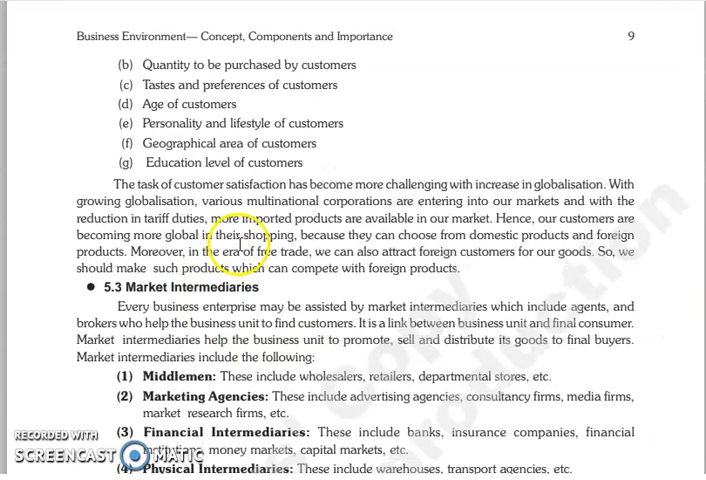 Business Environment— Concept, Components and Importance 9
(b) Quantity to be purchased by customers
(c) Tastes and preferences of customers
(d) Age of customers
(e) Personality and lifestyle of customers
(f) Geographical area of customers
(g) Education level of customers
The task of customer satisfaction has become more challenging with increase in globalisation. With
growing globalisation, various multinational corporations are entering into our markets and with the
reduction in tariff duties, more imported products are available in our market. Hence, our customers are
becoming more global in their shopping, because they can choose from domestic products and foreign
products. Moreover, in the era of free trade, we can also attract foreign customers for our goods. So, we
should make such products which can compete with foreign products.
● 5.3 Market Intermediaries
Every business enterprise may be assisted by market intermediaries which include agents, and
brokers who help the business unit to find customers. It is a link between business unit and final consumer.
Market intermediaries help the business unit to promote, sell and distribute its goods to final buyers.
Market intermediaries include the following:
(1) Middlemen: These include wholesalers, retailers, departmental stores, etc.
(2) Marketing Agencies: These include advertising agencies, consultancy firms, media firms,
market research firms, etc.
(3) Financial Intermediaries: These include banks, insurance companies, financial
institutions, money markets, capital markets, etc.
(4) Physical Intermediaries: These include warehouses, transport agencies, etc.
RECORDED WITH
SCREENCAST MATIC
Copy